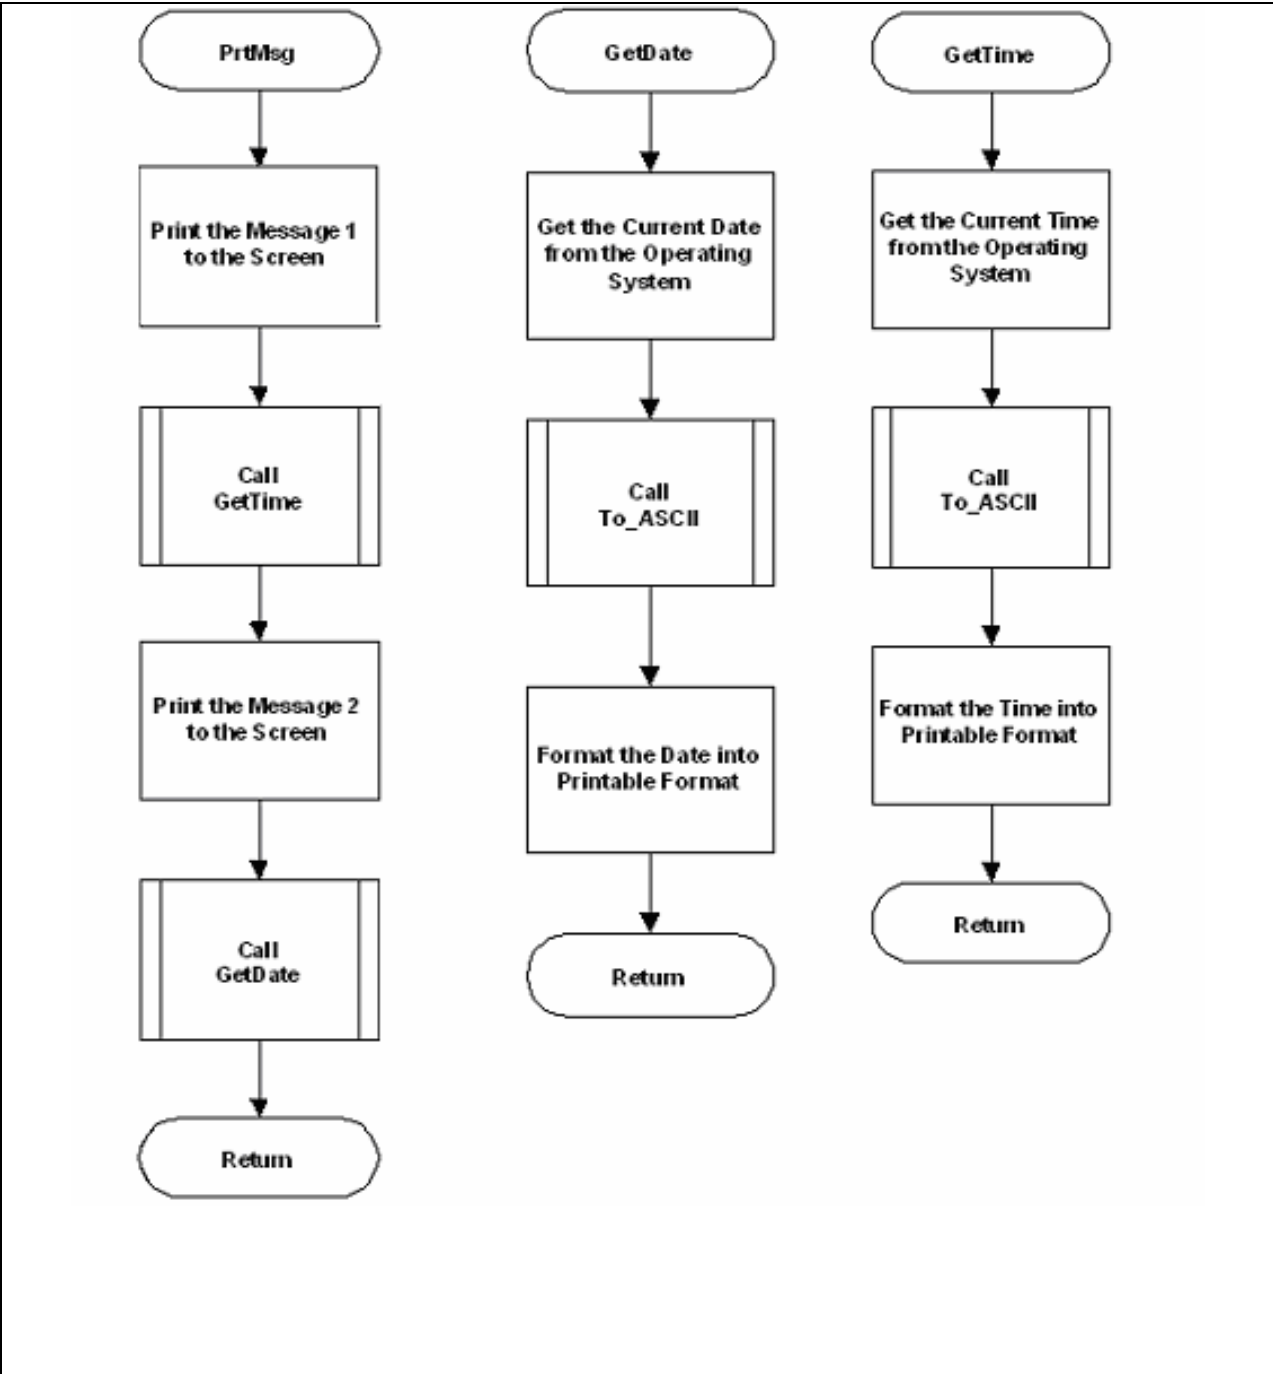 PrtMsg
Print the Message 1
to the Screen
Call
GetTime
Print the Message 2
to the Screen
Call
GetDate
Return
GetDate
Get the Current Date
from the Operating
System
Call
To_ASCII
Format the Date into
Printable Format
Return
GetTime
Get the Current Time
from the Operating
System
Call
To_ASCII
Format the Time into
Printable Format
Return